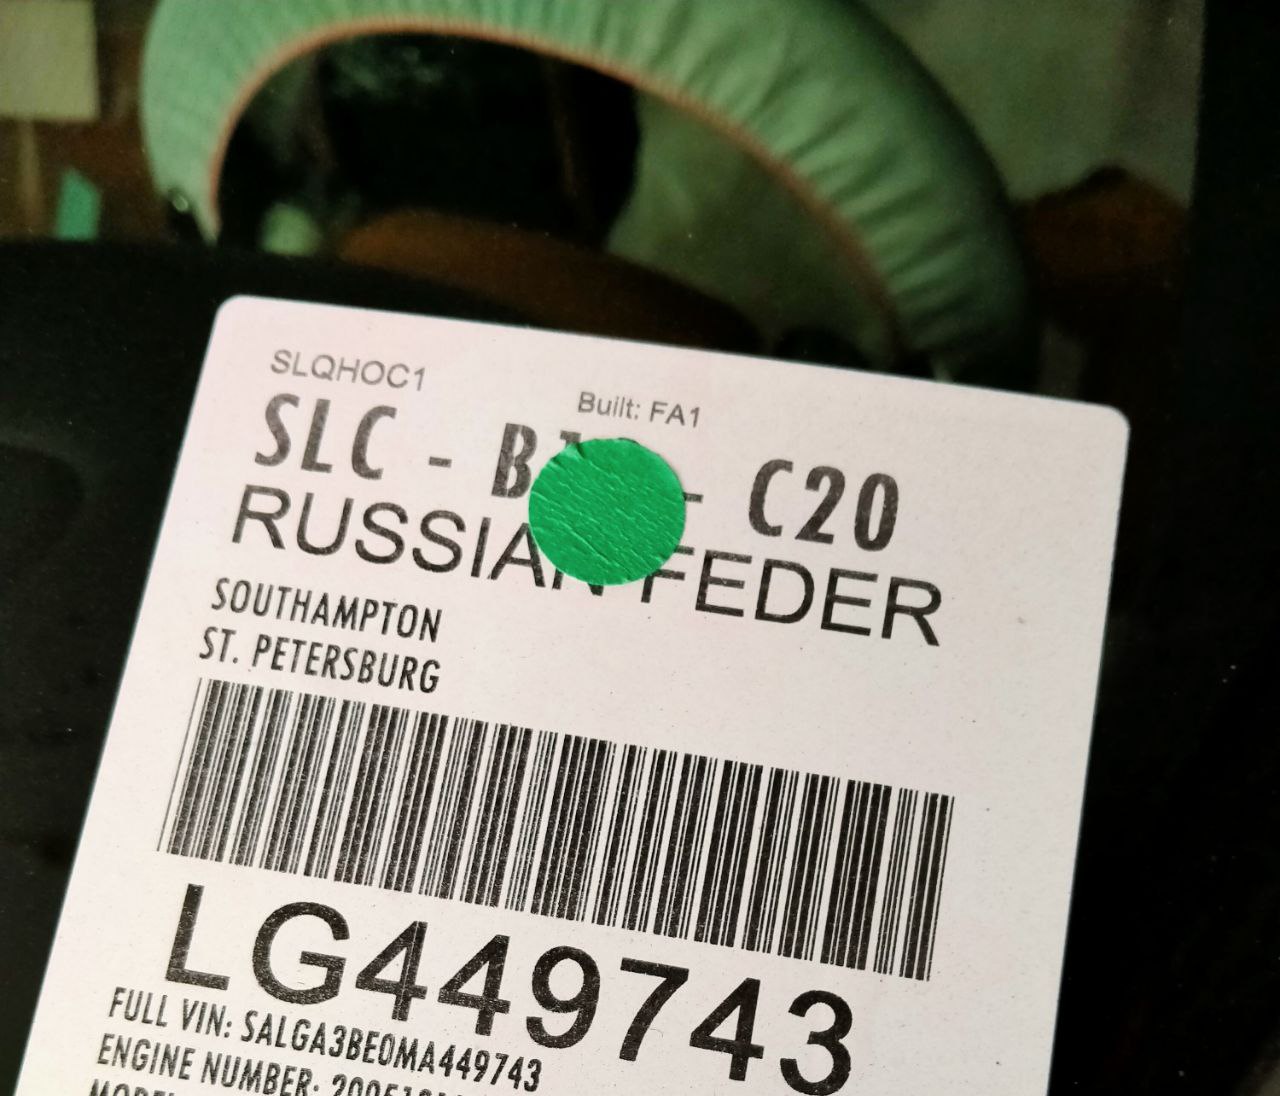 SLQHOC1
Built: FA1
SLC - - C20
RUSSIAN FEDER
SOUTHAMPTON
ST. PETERSBURG
LG449743
FULL VIN: SALGA3BE0MA449743
ENGINE NUMBER: